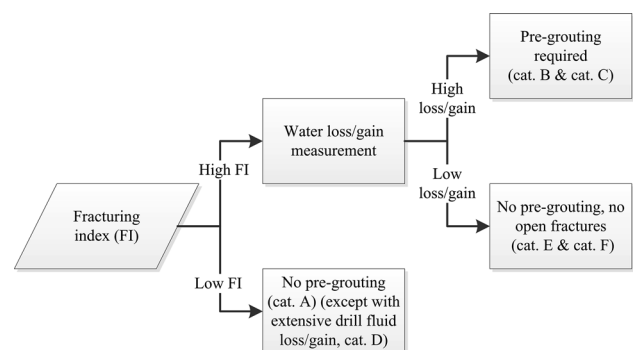 Pre-grouting
required
(cat. B & cat. C)
High
loss/gain
Water loss/gain
measurement
High FI
Low
loss/gain
Fracturing
index (FI)
No pre-grouting, no
open fractures
(cat. E & cat. F)
Low FI
No pre-grouting
(cat. A) (except with
extensive drill fluid
loss/gain, cat. D)